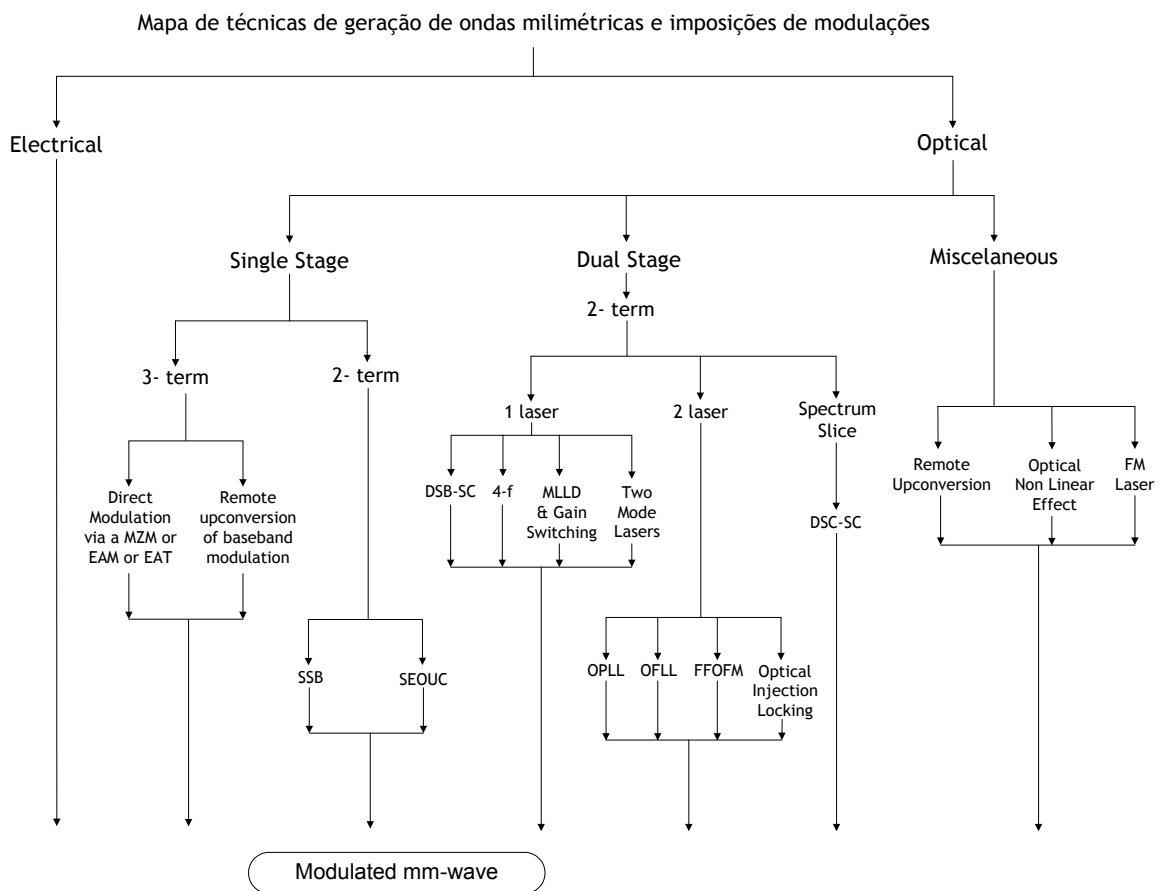 Mapa de técnicas de geração de ondas milimétricas e imposições de modulações
Electrical
Optical
Single Stage
Dual Stage
Miscelaneous
2- term
3- term
2- term
1 laser
2 laser
Spectrum
Slice
Direct
Modulation
via a MZM or
EAM or EAT
Remote
upconversion
of baseband
modulation
DSB-SC
4-f
MLLD
& Gain
Switching
Two
Mode
Lasers
DSC-SC
Remote
Upconversion
Optical
Non Linear
Effect
FM
Laser
SSB
SEOUC
OPLL
OFLL
FFOFM
Optical
Injection
Locking
Modulated mm-wave